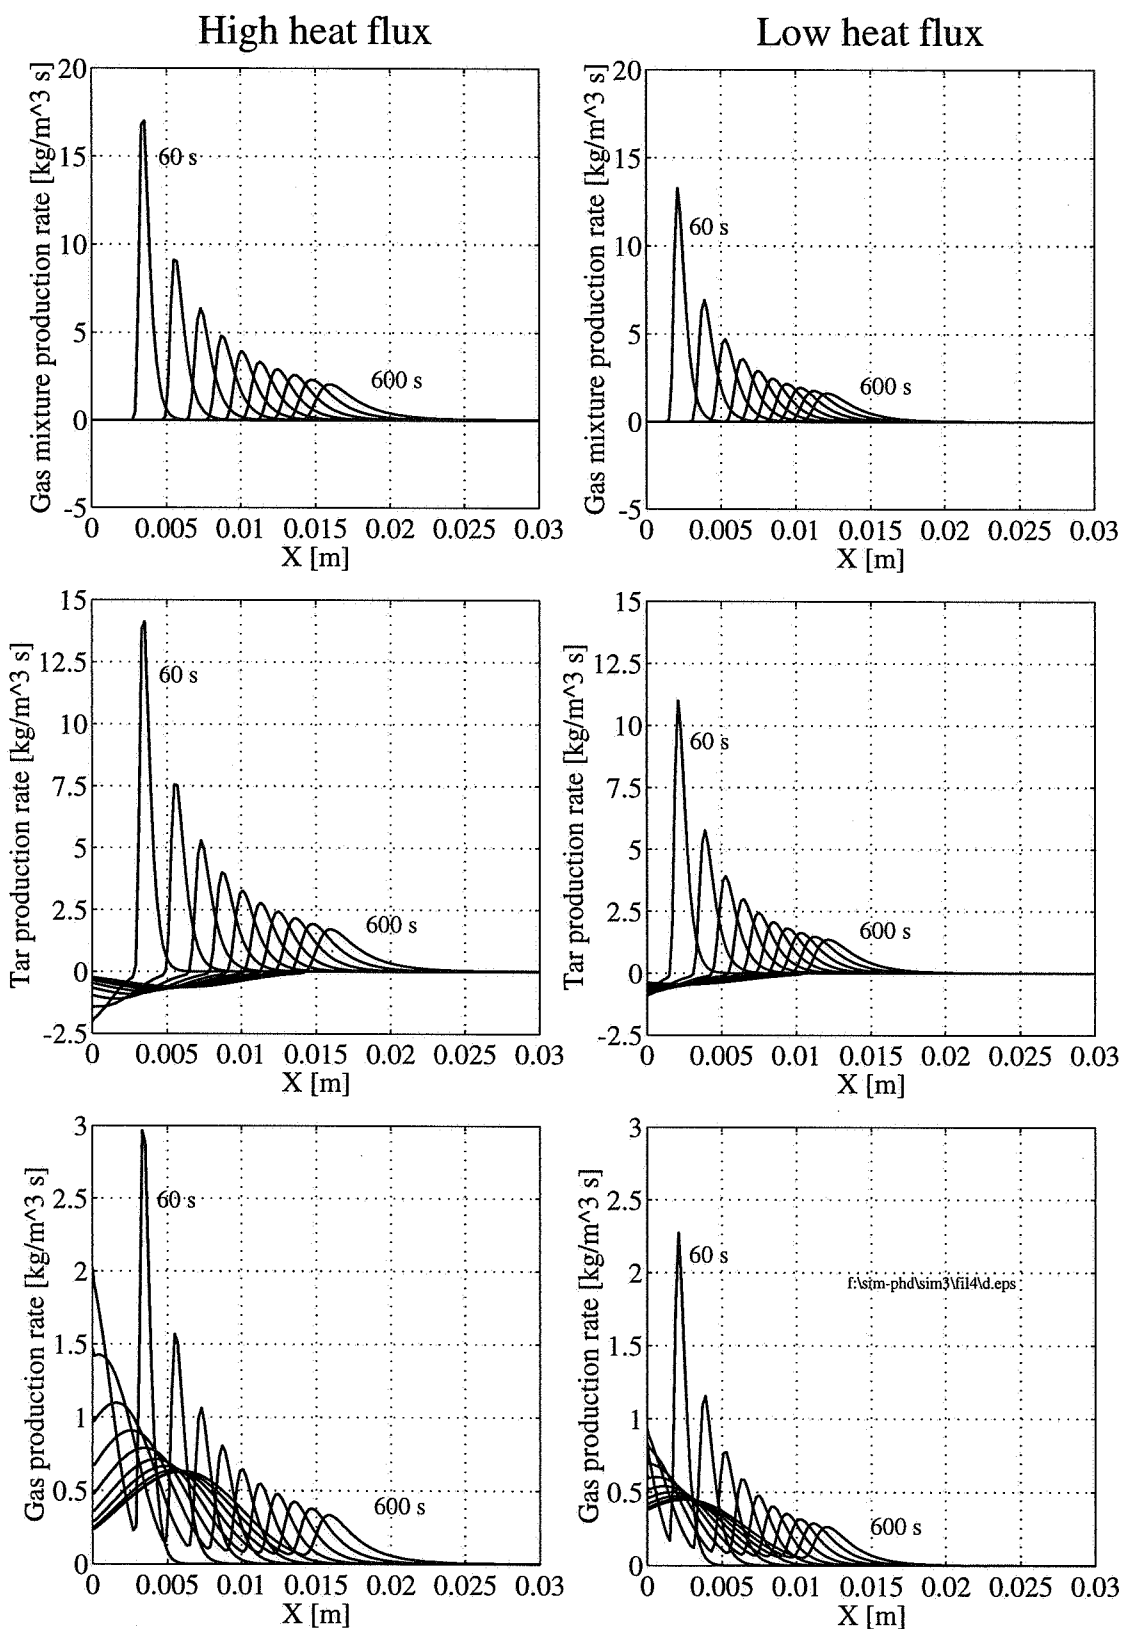 High heat flux
Low heat flux
Gas mixture production rate [kg/m^3 s]
20
15
10
5
0
-5
60 s
600 s
0 0.005 0.01 0.015 0.02 0.025 0.03
X [m]
Gas mixture production rate [kg/m^3 s]
20
15
10
5
0
-5
60 s
600 s
0 0.005 0.01 0.015 0.02 0.025 0.03
X [m]
Tar production rate [kg/m^3 s]
15
12.5
10
7.5
5
2.5
0
-2.5
60 s
600 s
0 0.005 0.01 0.015 0.02 0.025 0.03
X [m]
Tar production rate [kg/m^3 s]
15
12.5
10
7.5
5
2.5
0
-2.5
60 s
600 s
0 0.005 0.01 0.015 0.02 0.025 0.03
X [m]
Gas production rate [kg/m^3 s]
3
2.5
2
1.5
1
0.5
0
60 s
600 s
0 0.005 0.01 0.015 0.02 0.025 0.03
X [m]
Gas production rate [kg/m^3 s]
3
2.5
2
1.5
1
0.5
0
60 s
f:\sim-phd\sim3\fil4\d.eps
600 s
0 0.005 0.01 0.015 0.02 0.025 0.03
X [m]